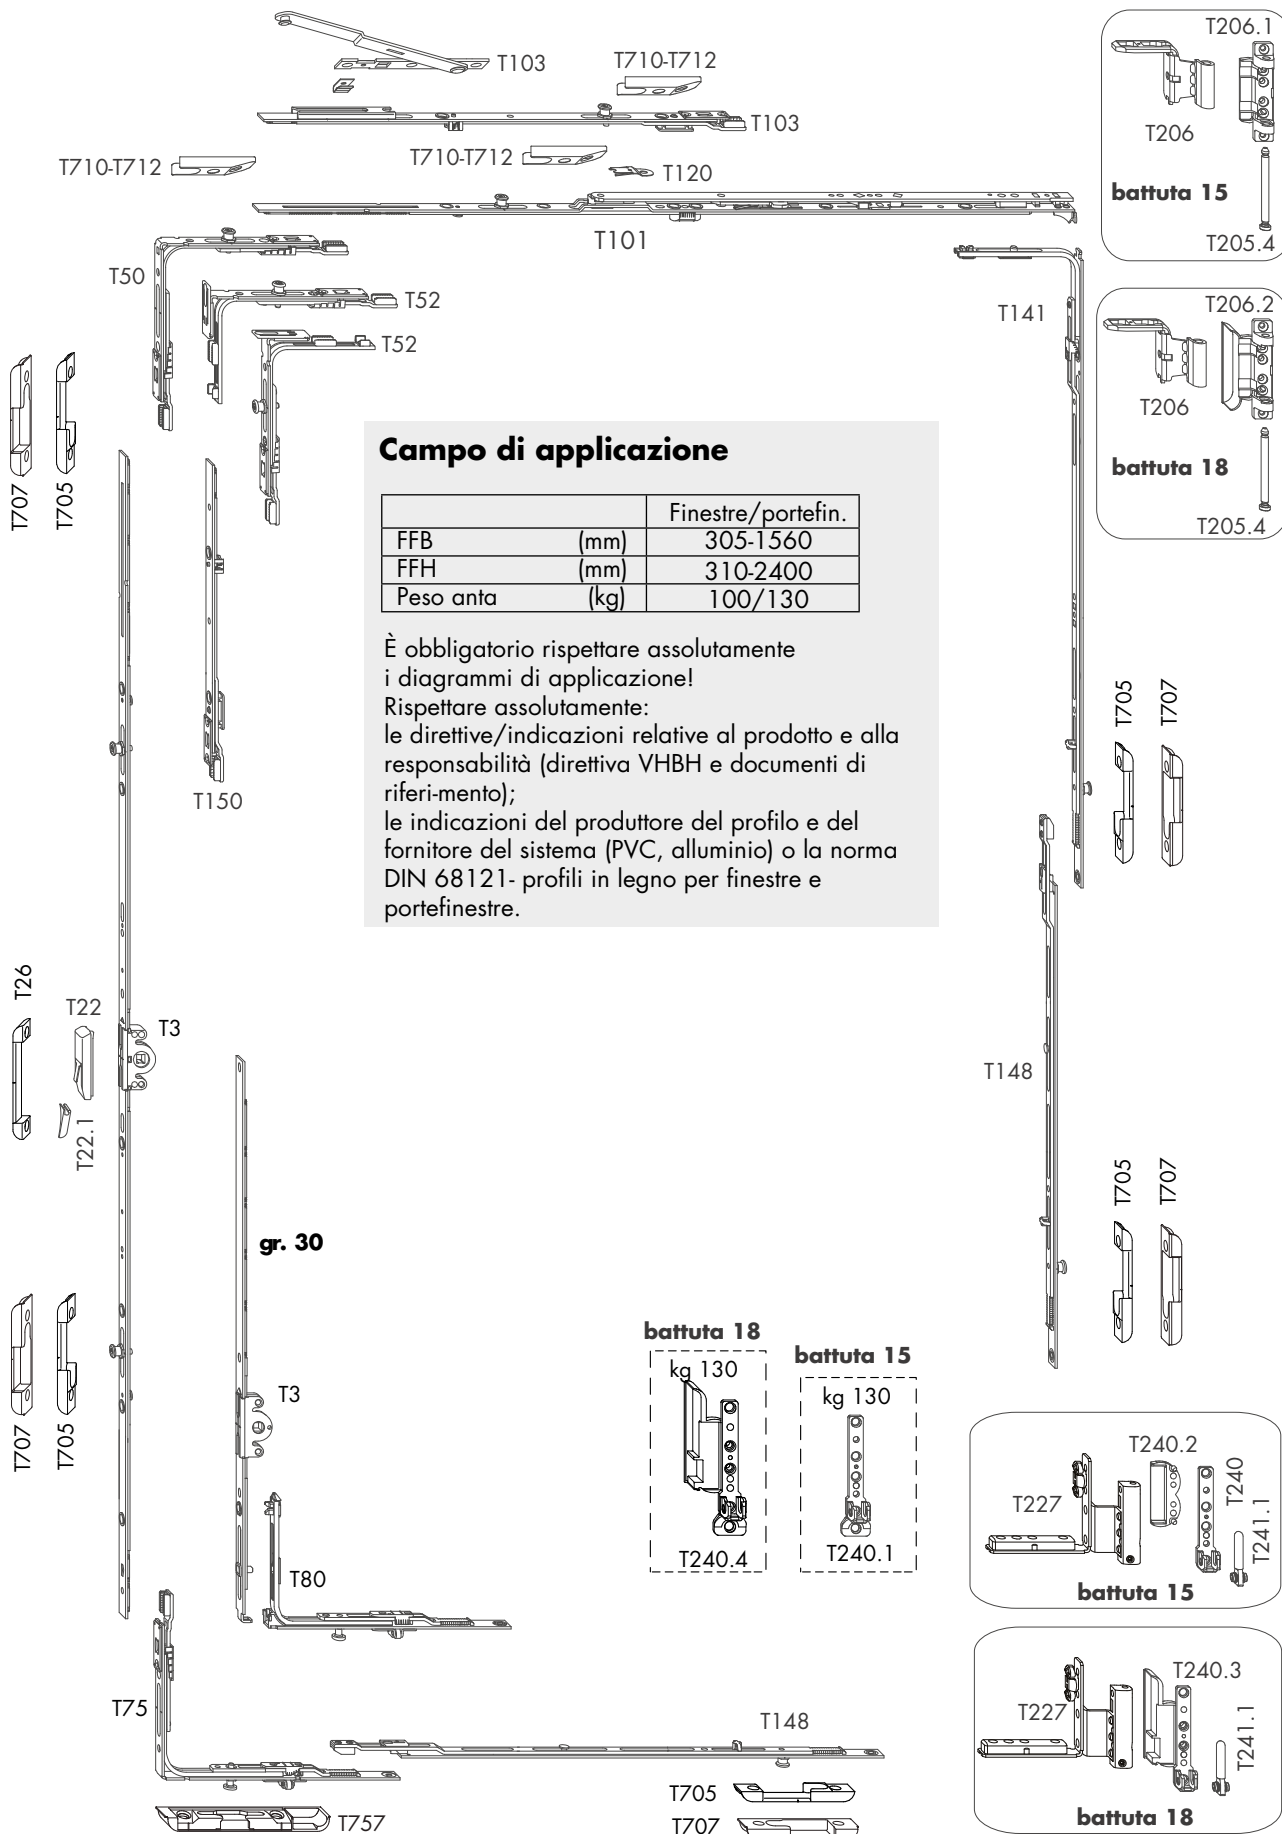 T206.1
T206
battuta 15
T205.4
T103
T710-T712
T103
T710-T712
T710-T712
T120
T101
T50
T52
T52
T141
T206.2
T206
battuta 18
T205.4
T707
T705
Campo di applicazione
Finestre/portefin.
FFB (mm) 305-1560
FFH (mm) 310-2400
Peso anta (kg) 100/130
È obbligatorio rispettare assolutamente
i diagrammi di applicazione!
Rispettare assolutamente:
le direttive/indicazioni relative al prodotto e alla
responsabilità (direttiva VHBH e documenti di
riferi-mento);
le indicazioni del produttore del profilo e del
fornitore del sistema (PVC, alluminio) o la norma
DIN 68121- profili in legno per finestre e
portefinestre.
T150
T705
T707
T26
T22
T3
T22.1
T148
gr. 30
T705
T707
T707
T705
T3
battuta 18
kg 130
T240.4
battuta 15
kg 130
T240.1
T240.2
T240
T227
T241.1
battuta 15
T80
T75
T148
T240.3
T227
T241.1
battuta 18
T705
T757
T707